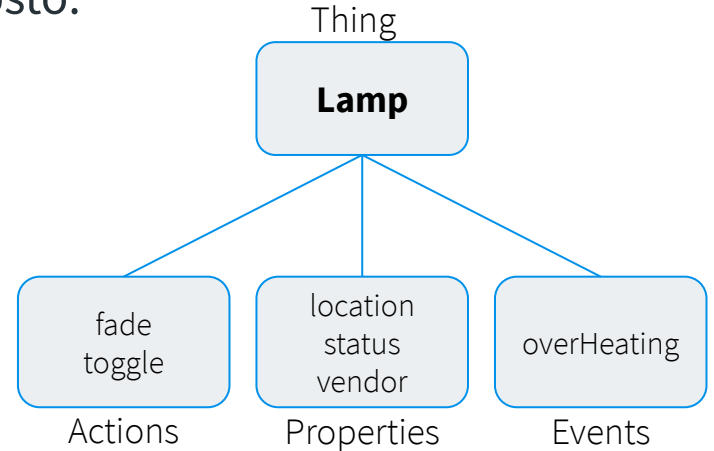 Thing
Lamp
fade
toggle
location
status
vendor
overHeating
Actions
Properties
Events